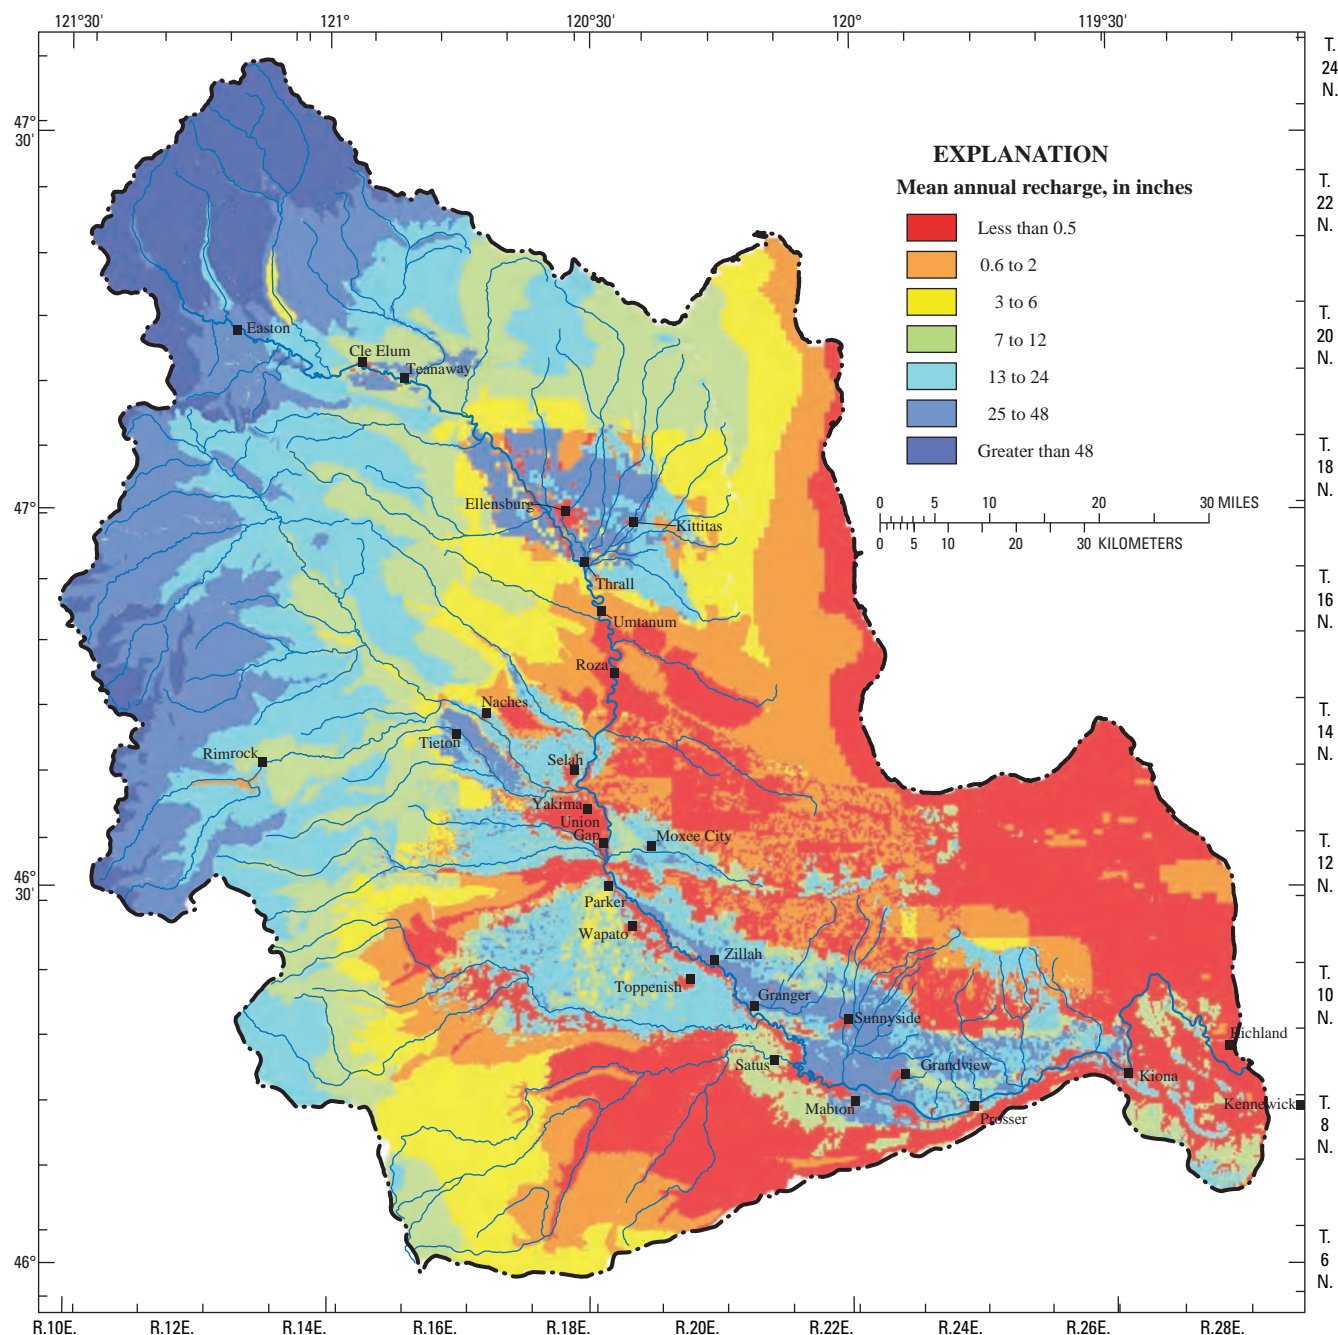 121°30'
121°
120°30'
120°
119°30'
T.
24
N.
47°
30'
EXPLANATION
Mean annual recharge, in inches
Less than 0.5
0.6 to 2
3 to 6
7 to 12
13 to 24
25 to 48
Greater than 48
T.
22
N.
T.
20
N.
T.
18
N.
0 5 10 20 30 MILES
0 5 10 20 30 KILOMETERS
Easton
Cle Elum
Teanaway
47°
Ellensburg
Kittitas
Thrall
Umtanum
T.
16
N.
Roza
Naches
Tieton
Rimrock
Selah
T.
14
N.
Yakima
Union
Gap
Moxee City
T.
12
N.
46°
30'
Parker
Wapato
Zillah
Toppenish
Granger
Sunnyside
T.
10
N.
Richland
Satus
Grandview
Kiona
Mabton
Prosser
Kennewick
T.
8
N.
46°
T.
6
N.
R.10E.
R.12E.
R.14E.
R.16E.
R.18E.
R.20E.
R.22E.
R.24E.
R.26E.
R.28E.